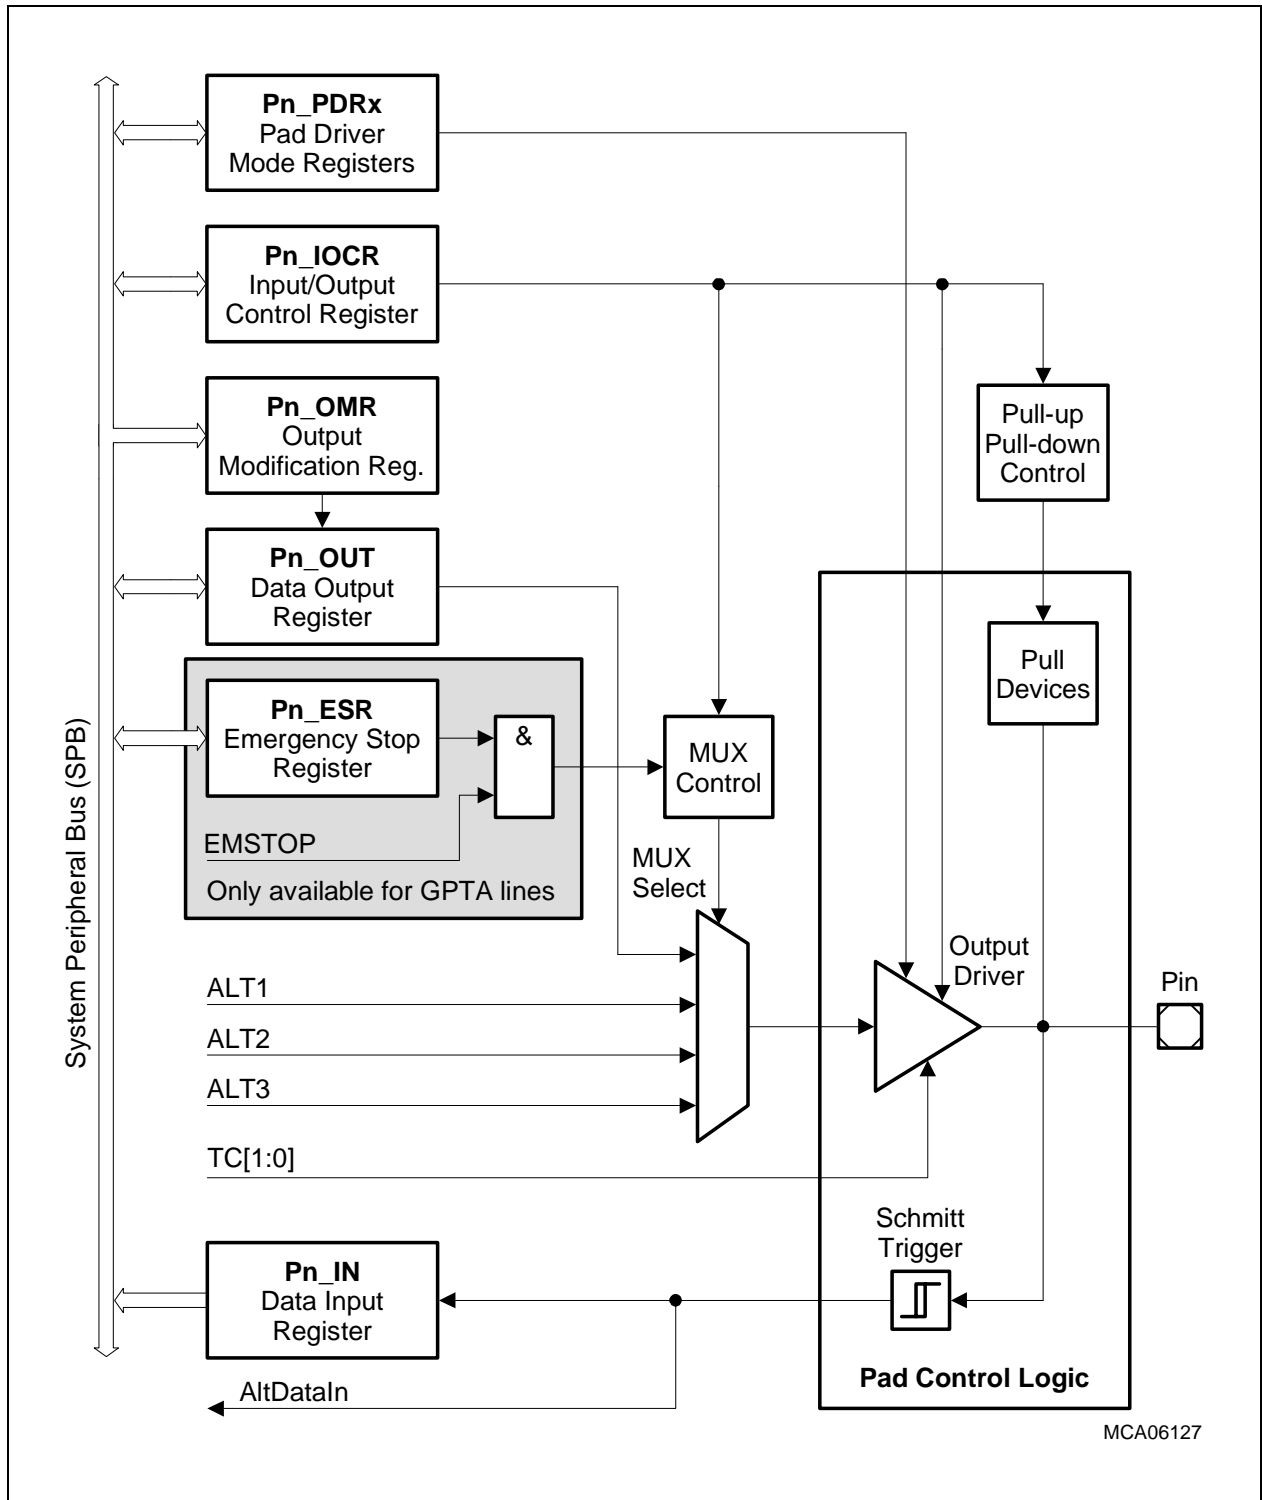 Pn_PDRx
Pad Driver
Mode Registers
Pn_IOCR
Input/Output
Control Register
Pn_OMR
Output
Modification Reg.
Pull-up
Pull-down
Control
Pn_OUT
Data Output
Register
Pull
Devices
Pn_ESR
Emergency Stop
Register
&
MUX
Control
EMSTOP
Only available for GPTA lines
MUX
Select
System Peripheral Bus (SPB)
Output
Driver
Pin
ALT1
ALT2
ALT3
TC[1:0]
Schmitt
Trigger
Pn_IN
Data Input
Register
AltDataIn
Pad Control Logic
MCA06127